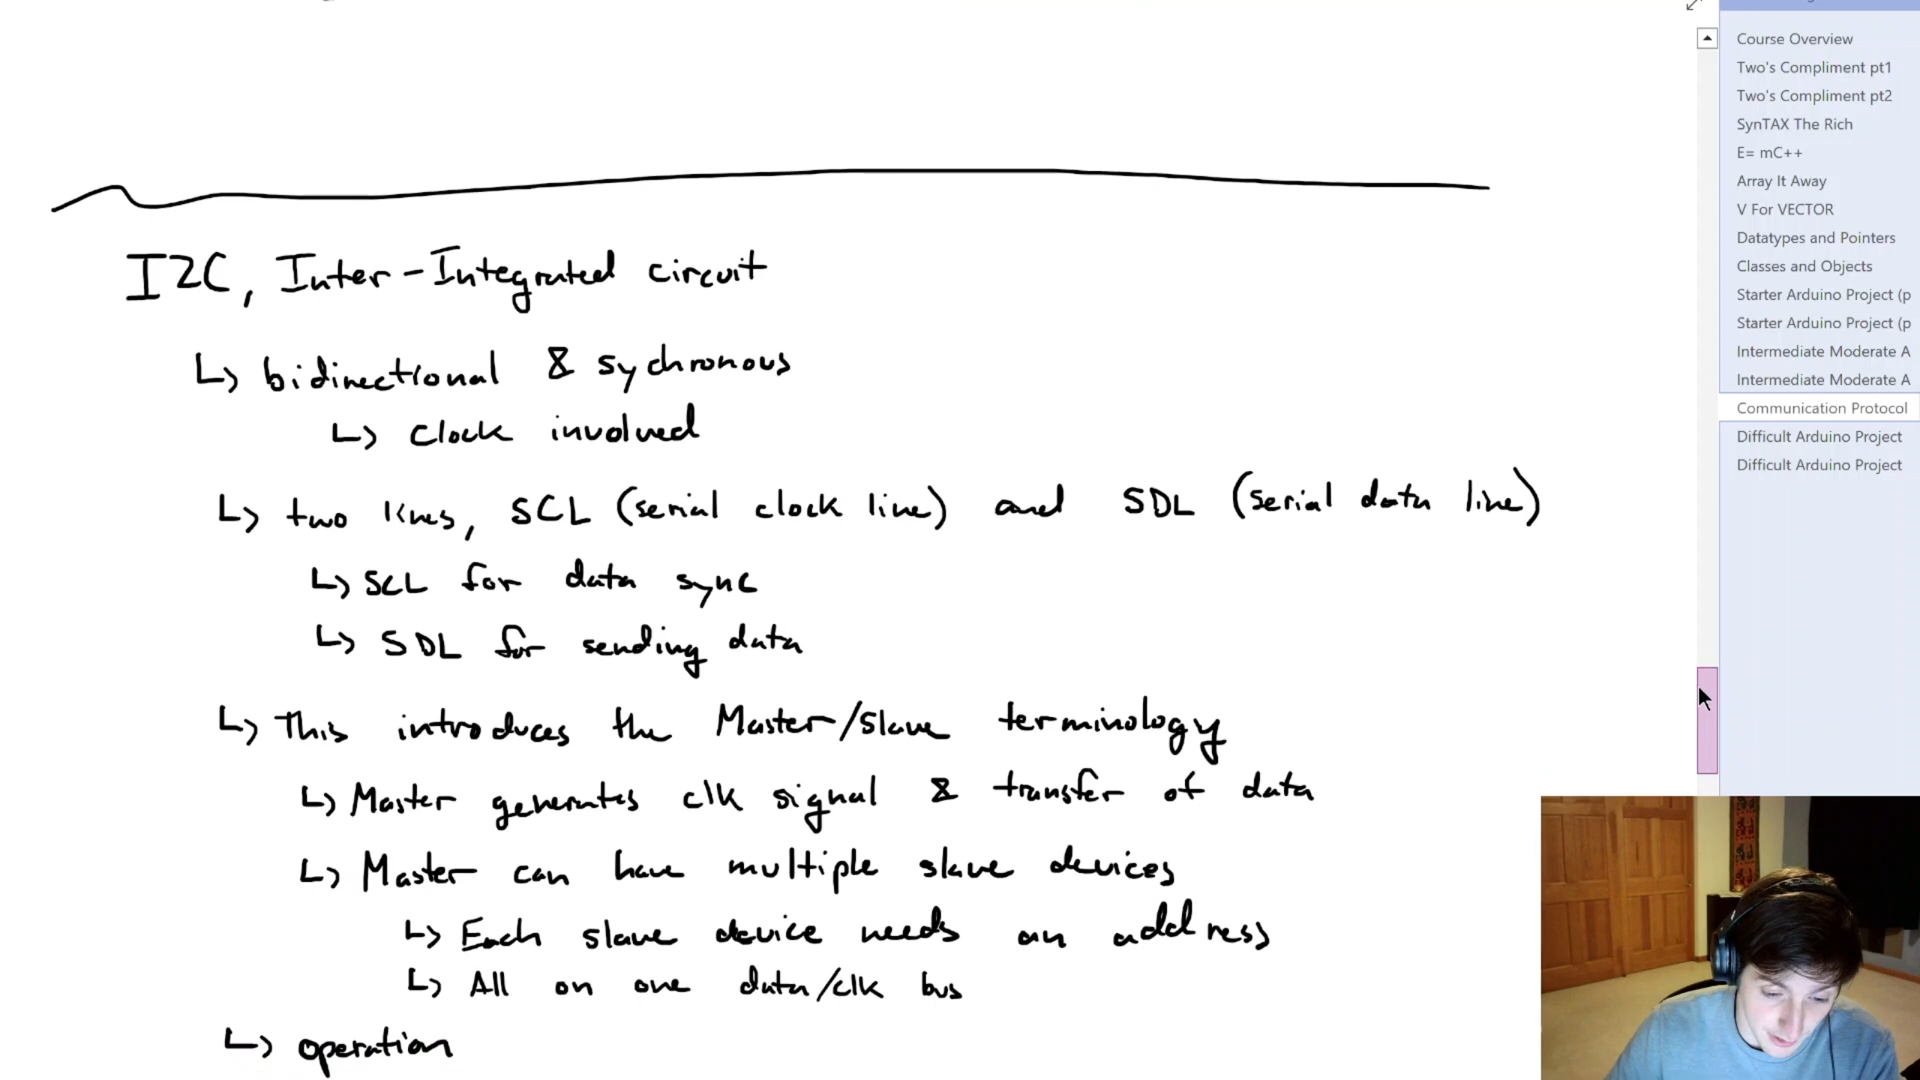 I2C, Inter-Integrated circuit
↳ bidirectional & sychronous
↳ clock involved
↳ two lines, SCL (serial clock line) and SDL (serial data line)
↳ SCL for data sync
↳ SDL for sending data
↳ This introduces the Master/Slave terminology
↳ Master generates clk signal & transfer of data
↳ Master can have multiple slave devices
↳ Each slave device needs an address
↳ All on one data/clk bus
↳ operation
Course Overview
Two's Compliment pt1
Two's Compliment pt2
SynTAX The Rich
E= mC++
Array It Away
V For VECTOR
Datatypes and Pointers
Classes and Objects
Starter Arduino Project (p
Starter Arduino Project (p
Intermediate Moderate A
Intermediate Moderate A
Communication Protocol
Difficult Arduino Project
Difficult Arduino Project